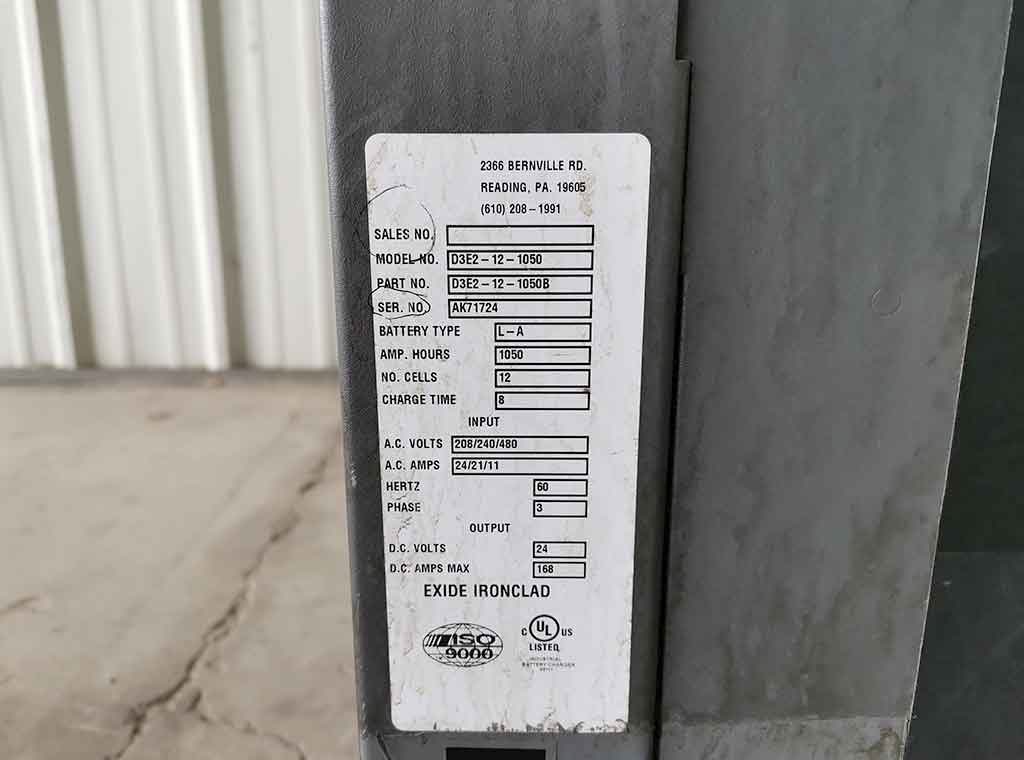 2366 BERNVILLE RD.
READING, PA. 19605
(610) 208-1991
SALES NO.
MODEL NO. D3E2-12-1050
PART NO. D3E2-12-1050B
SER. NO. AK71724
BATTERY TYPE L-A
AMP. HOURS 1050
NO. CELLS 12
CHARGE TIME 8
INPUT
A.C. VOLTS 208/240/480
A.C. AMPS 24/21/11
HERTZ 60
PHASE 3
OUTPUT
D.C. VOLTS 24
D.C. AMPS MAX 168
EXIDE IRONCLAD
ISO
9000
C UL US
LISTED
INDUSTRIAL
BATTERY CHARGER